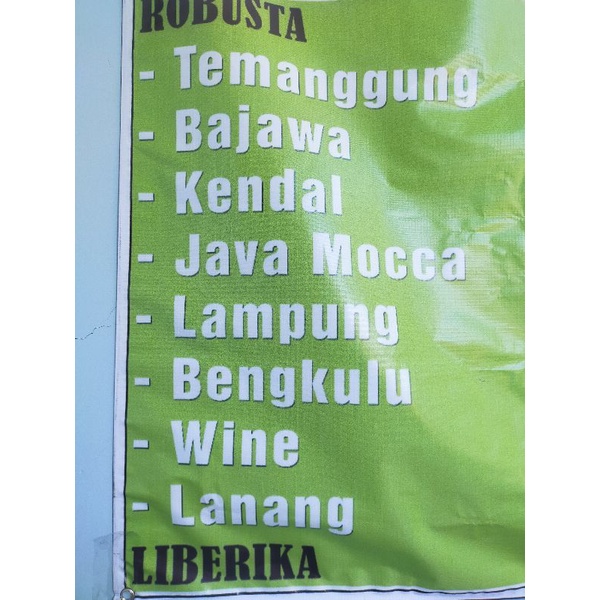 ROBUSTA
- Temanggung
- Bajawa
- Kendal
- Java Mocca
- Lampung
- Bengkulu
- Wine
- Lanang
LIBERIKA